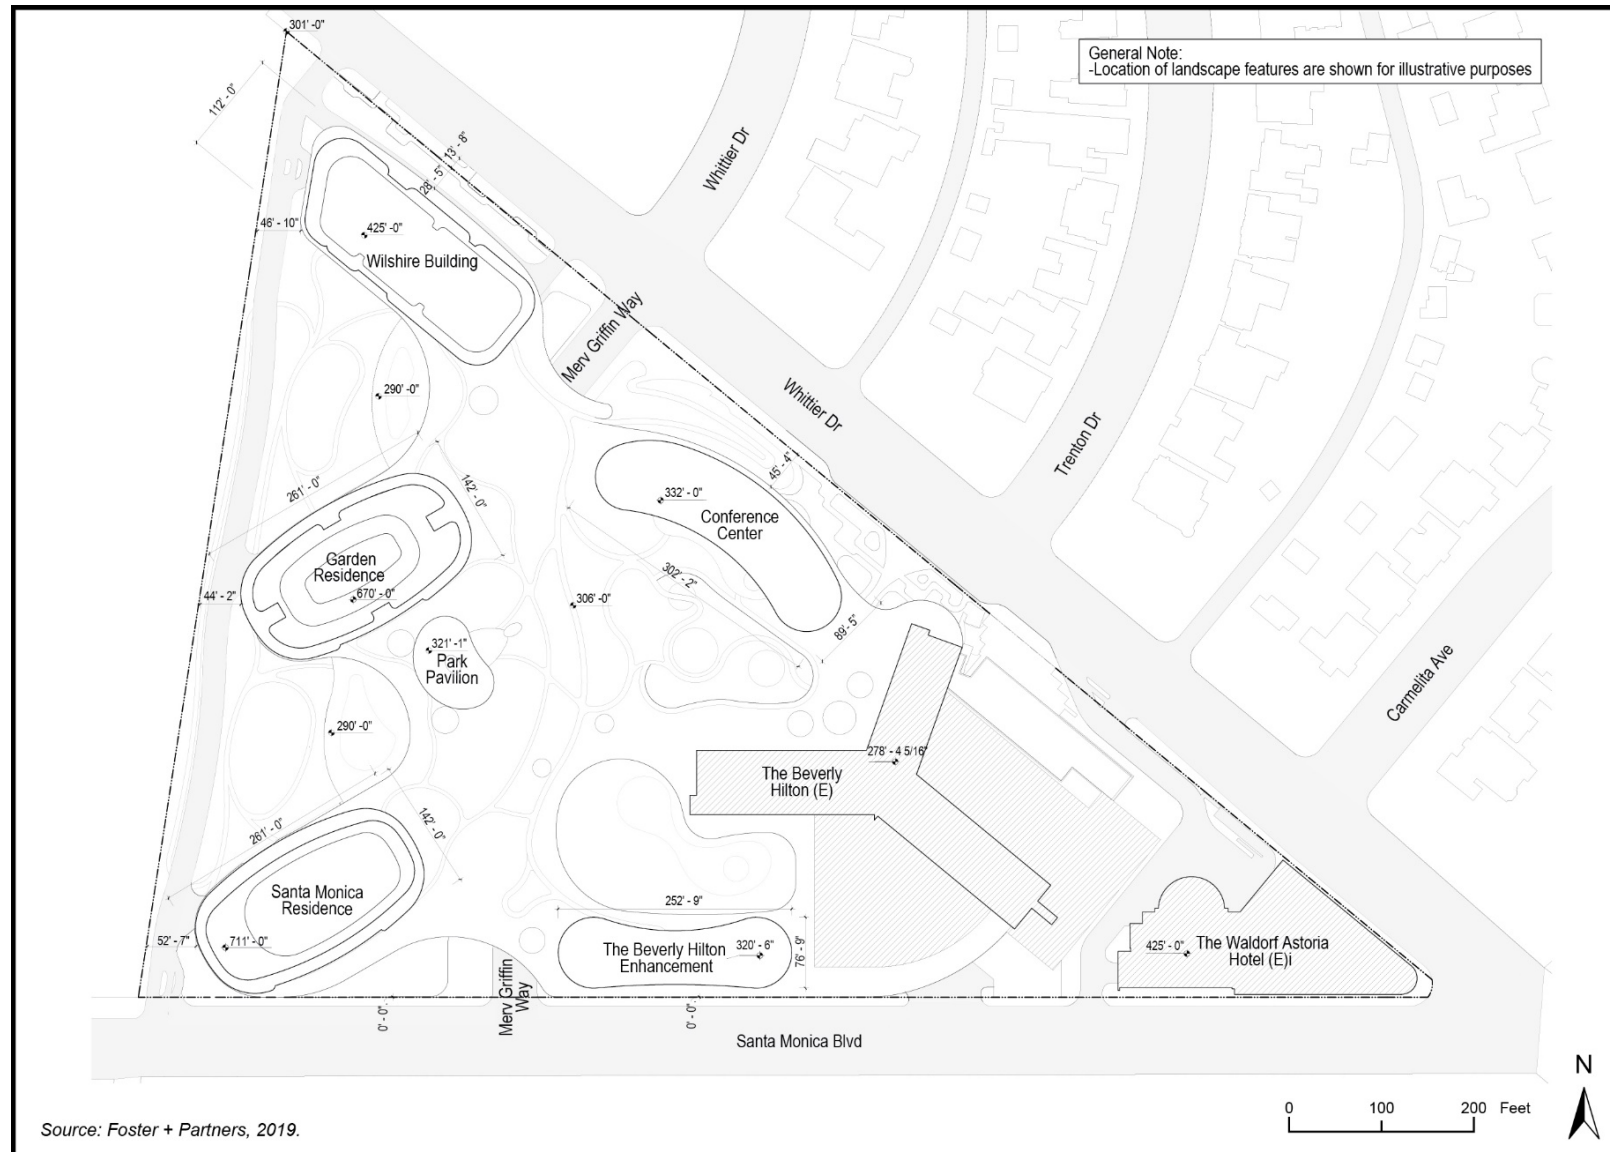 301' -0"
General Note:
-Location of landscape features are shown for illustrative purposes
112' - 0"
13' - 8"
28' - 5"
Whittier Dr
46' - 10"
425' -0"
Wilshire Building
Merv Griffin Way
290' -0"
Whittier Dr
Trenton Dr
261' - 0"
142' - 0"
45' - 4"
332' - 0"
Conference
Center
Garden
Residence
670' - 0"
44' - 2"
302' - 2"
306' -0"
89' - 5"
321' -1"
Park
Pavilion
Carmelita Ave
290' -0"
278' - 4 5/16"
The Beverly
Hilton (E)
261' - 0"
142' - 0"
Santa Monica
Residence
252' - 9"
52' - 7"
711' - 0"
The Beverly Hilton
Enhancement
320' - 6"
76' - 9"
425' - 0"
The Waldorf Astoria
Hotel (E)i
0' - 0"
Merv Griffin
Way
0' - 0"
Santa Monica Blvd
N
0 100 200 Feet
Source: Foster + Partners, 2019.